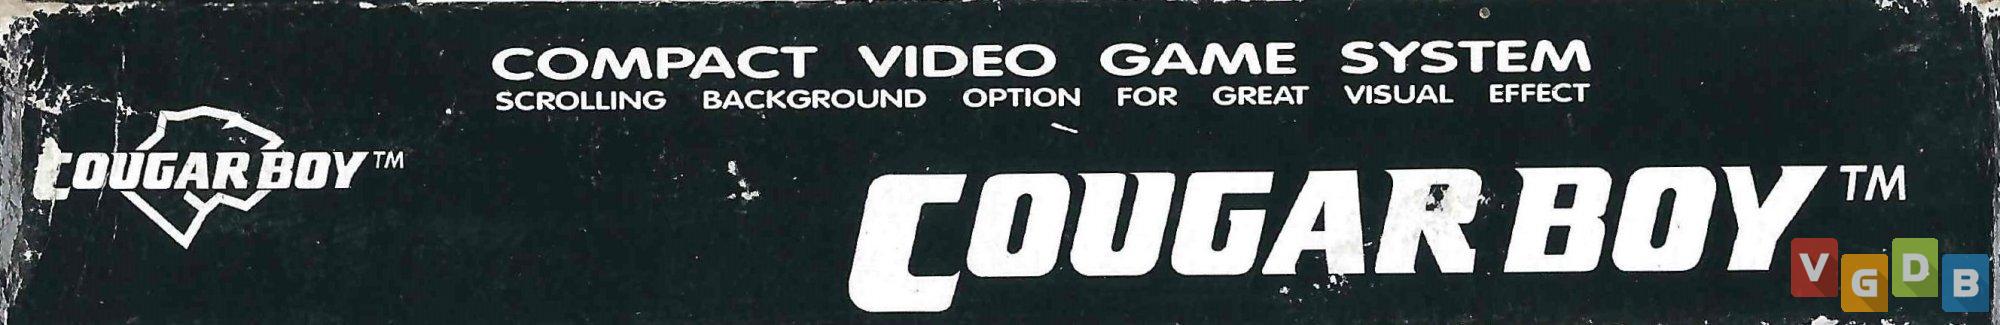 COMPACT VIDEO GAME SYSTEM
SCROLLING BACKGROUND OPTION FOR GREAT VISUAL EFFECT
COUGAR BOY™
COUGAR BOY™
VGDB